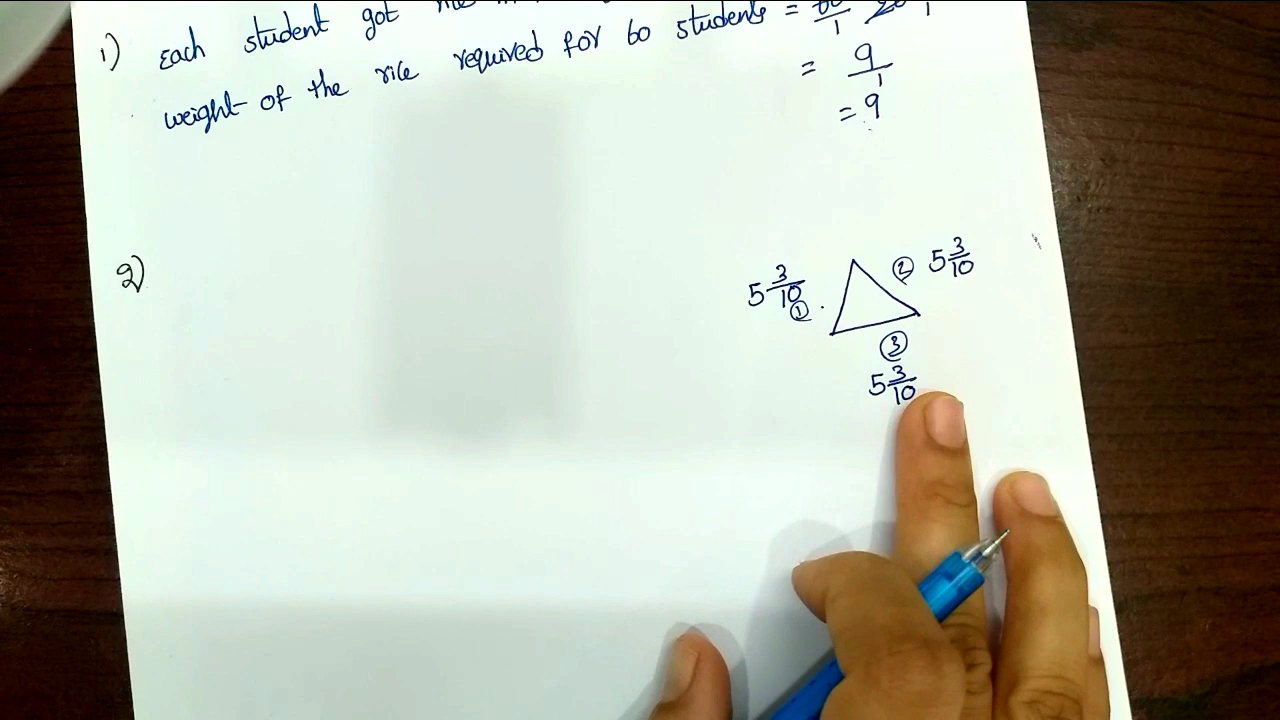 1) Each student got
weight of the rice required for 60 students = 60/1
= 9/1
= 9
2)
5 3/10 ① ② 5 3/10
③
5 3/10